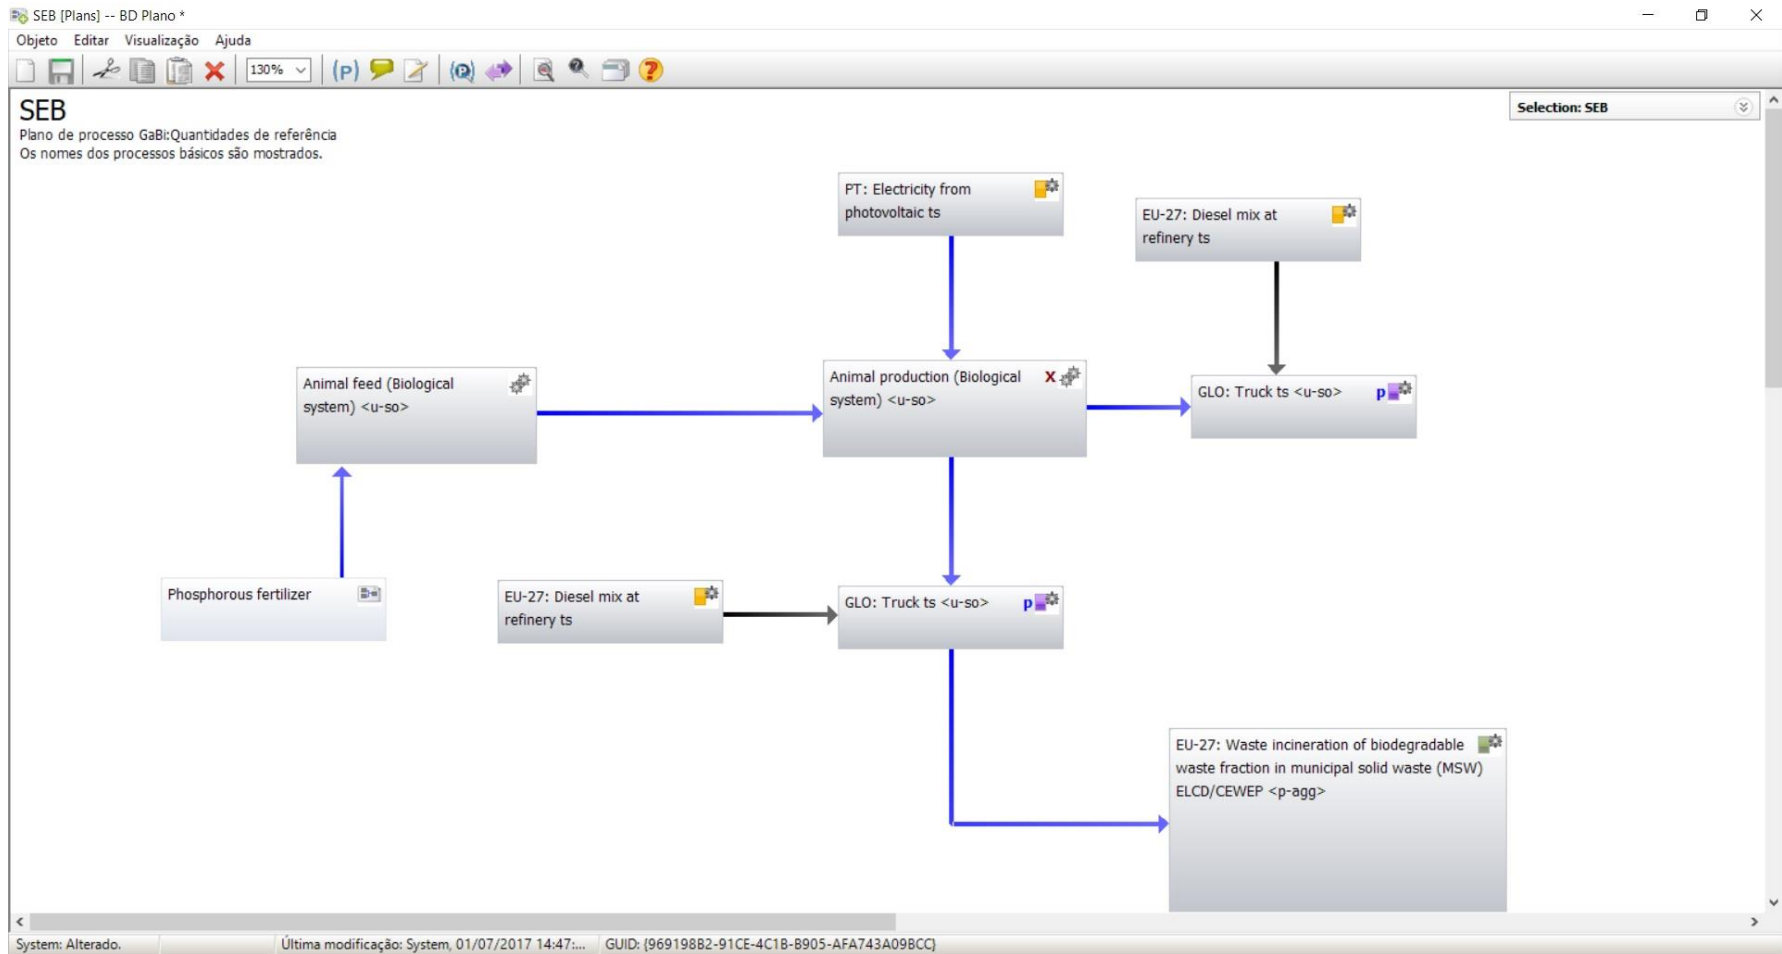 SEB [Plans] -- BD Plano *
Objeto Editar Visualização Ajuda
130% (P) (P) ?
SEB
Plano de processo GaBi:Quantidades de referência
Os nomes dos processos básicos são mostrados.
Selection: SEB
PT: Electricity from
photovoltaic ts
EU-27: Diesel mix at
refinery ts
Animal feed (Biological
system) <u-so>
Animal production (Biological
system) <u-so>
X
GLO: Truck ts <u-so>
p
Phosphorous fertilizer
EU-27: Diesel mix at
refinery ts
GLO: Truck ts <u-so>
p
EU-27: Waste incineration of biodegradable
waste fraction in municipal solid waste (MSW)
ELCD/CEWEP <p-agg>
System: Alterado.
Última modificação: System, 01/07/2017 14:47:...
GUID: {969198B2-91CE-4C1B-B905-AFA743A09BCC}